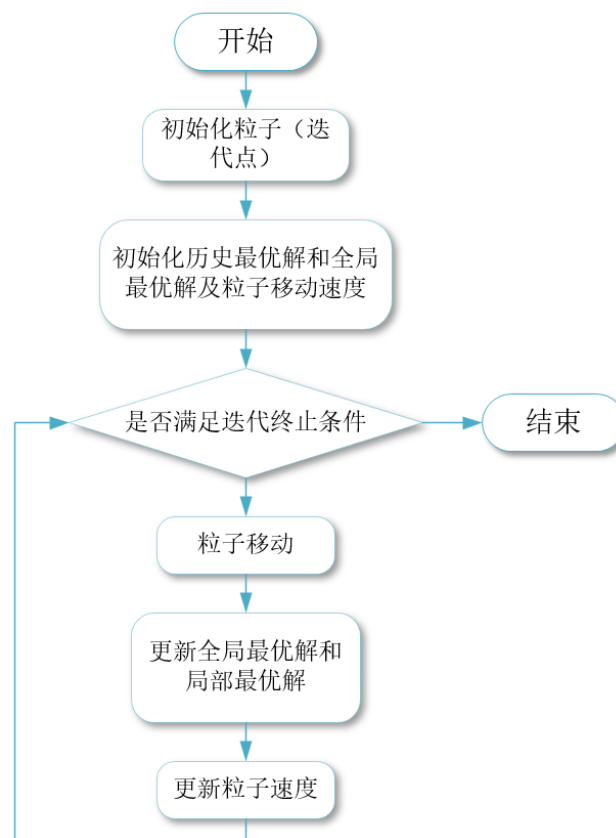 开始
初始化粒子（迭
代点）
初始化历史最优解和全局
最优解及粒子移动速度
是否满足迭代终止条件
结束
粒子移动
更新全局最优解和
局部最优解
更新粒子速度